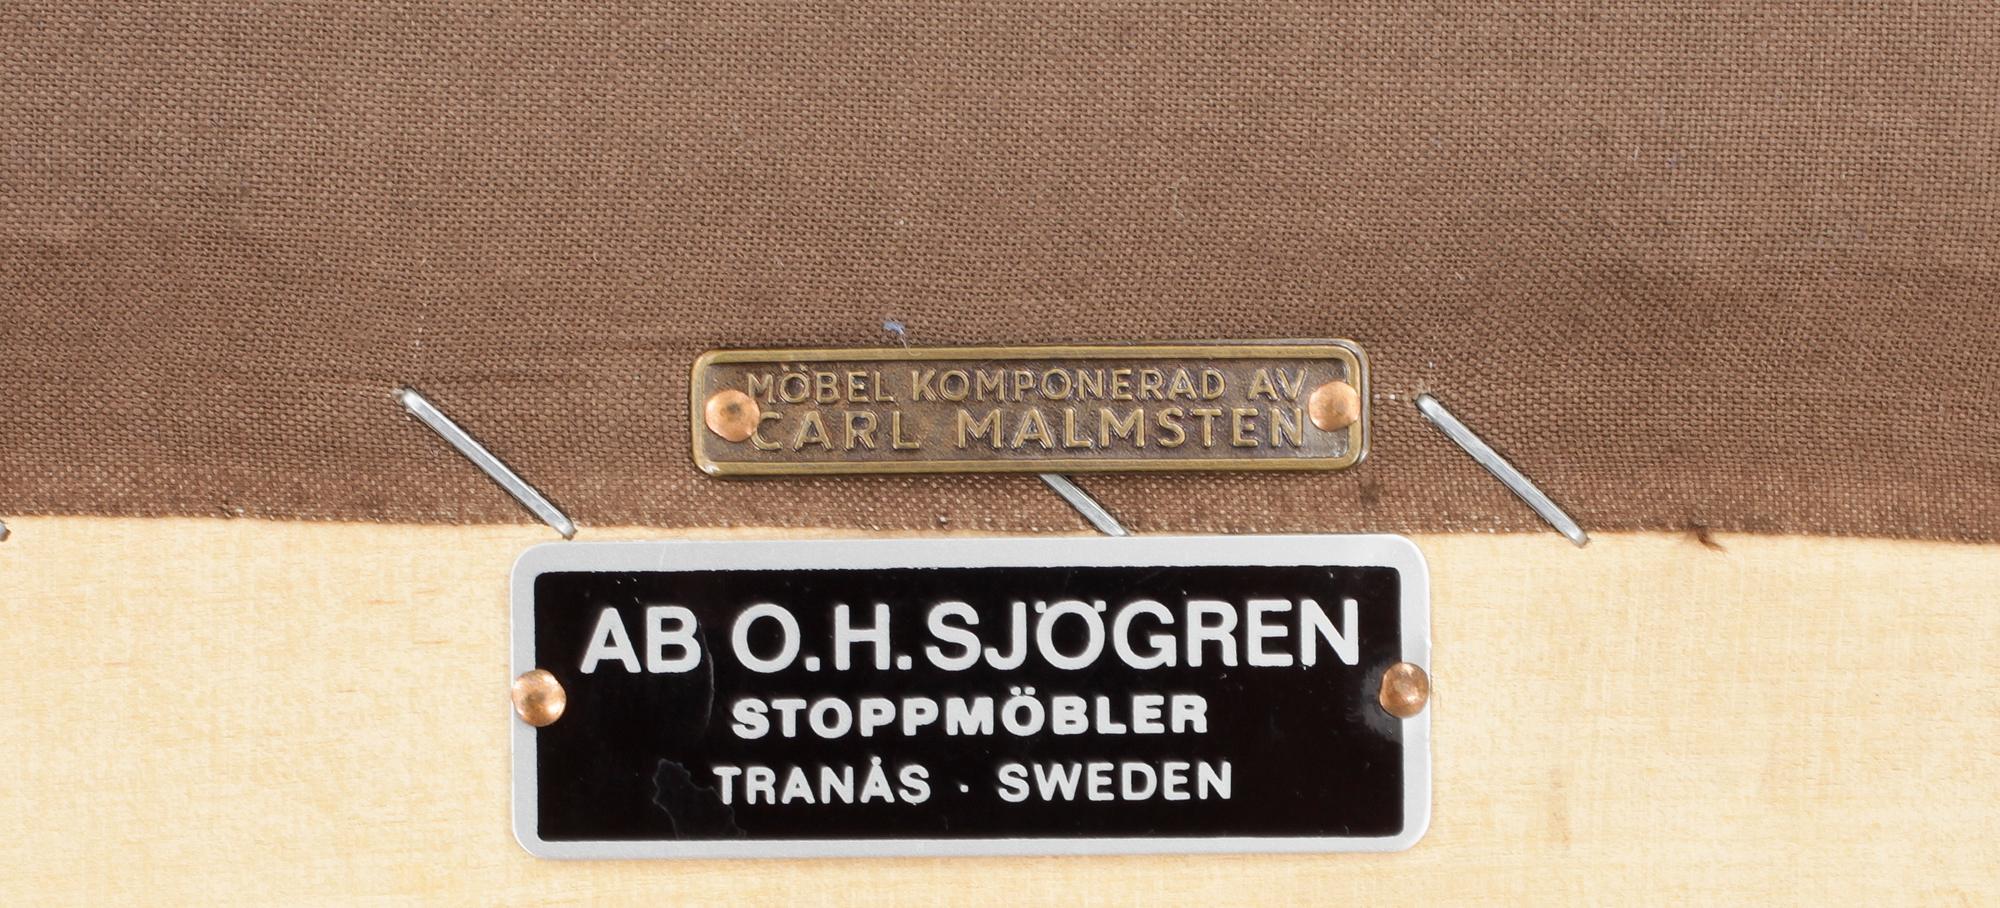 MÖBEL KOMPONERAD AV
CARL MALMSTEN
AB O.H. SJÖGREN
STOPPMÖBLER
TRANÅS · SWEDEN